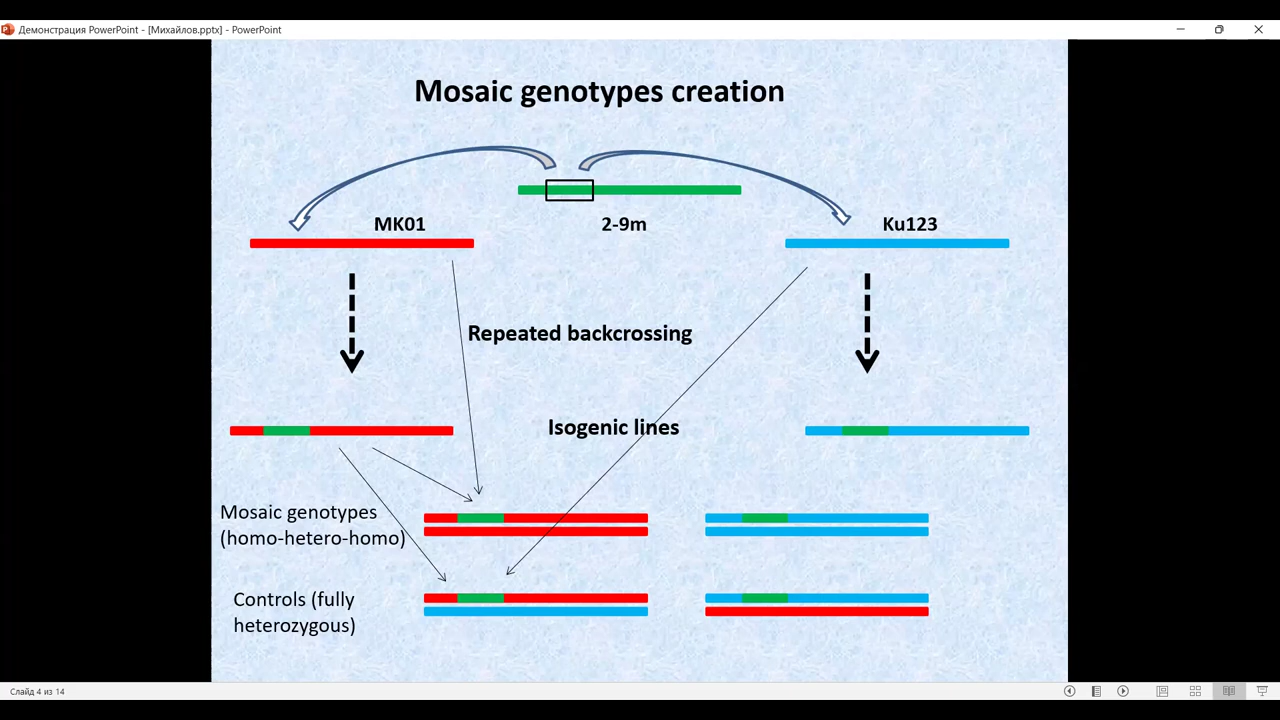 Демонстрация PowerPoint - [Михайлов.pptx] - PowerPoint
Mosaic genotypes creation
MK01
2-9m
Ku123
Repeated backcrossing
Isogenic lines
Mosaic genotypes
(homo-hetero-homo)
Controls (fully
heterozygous)
Слайд 4 из 14